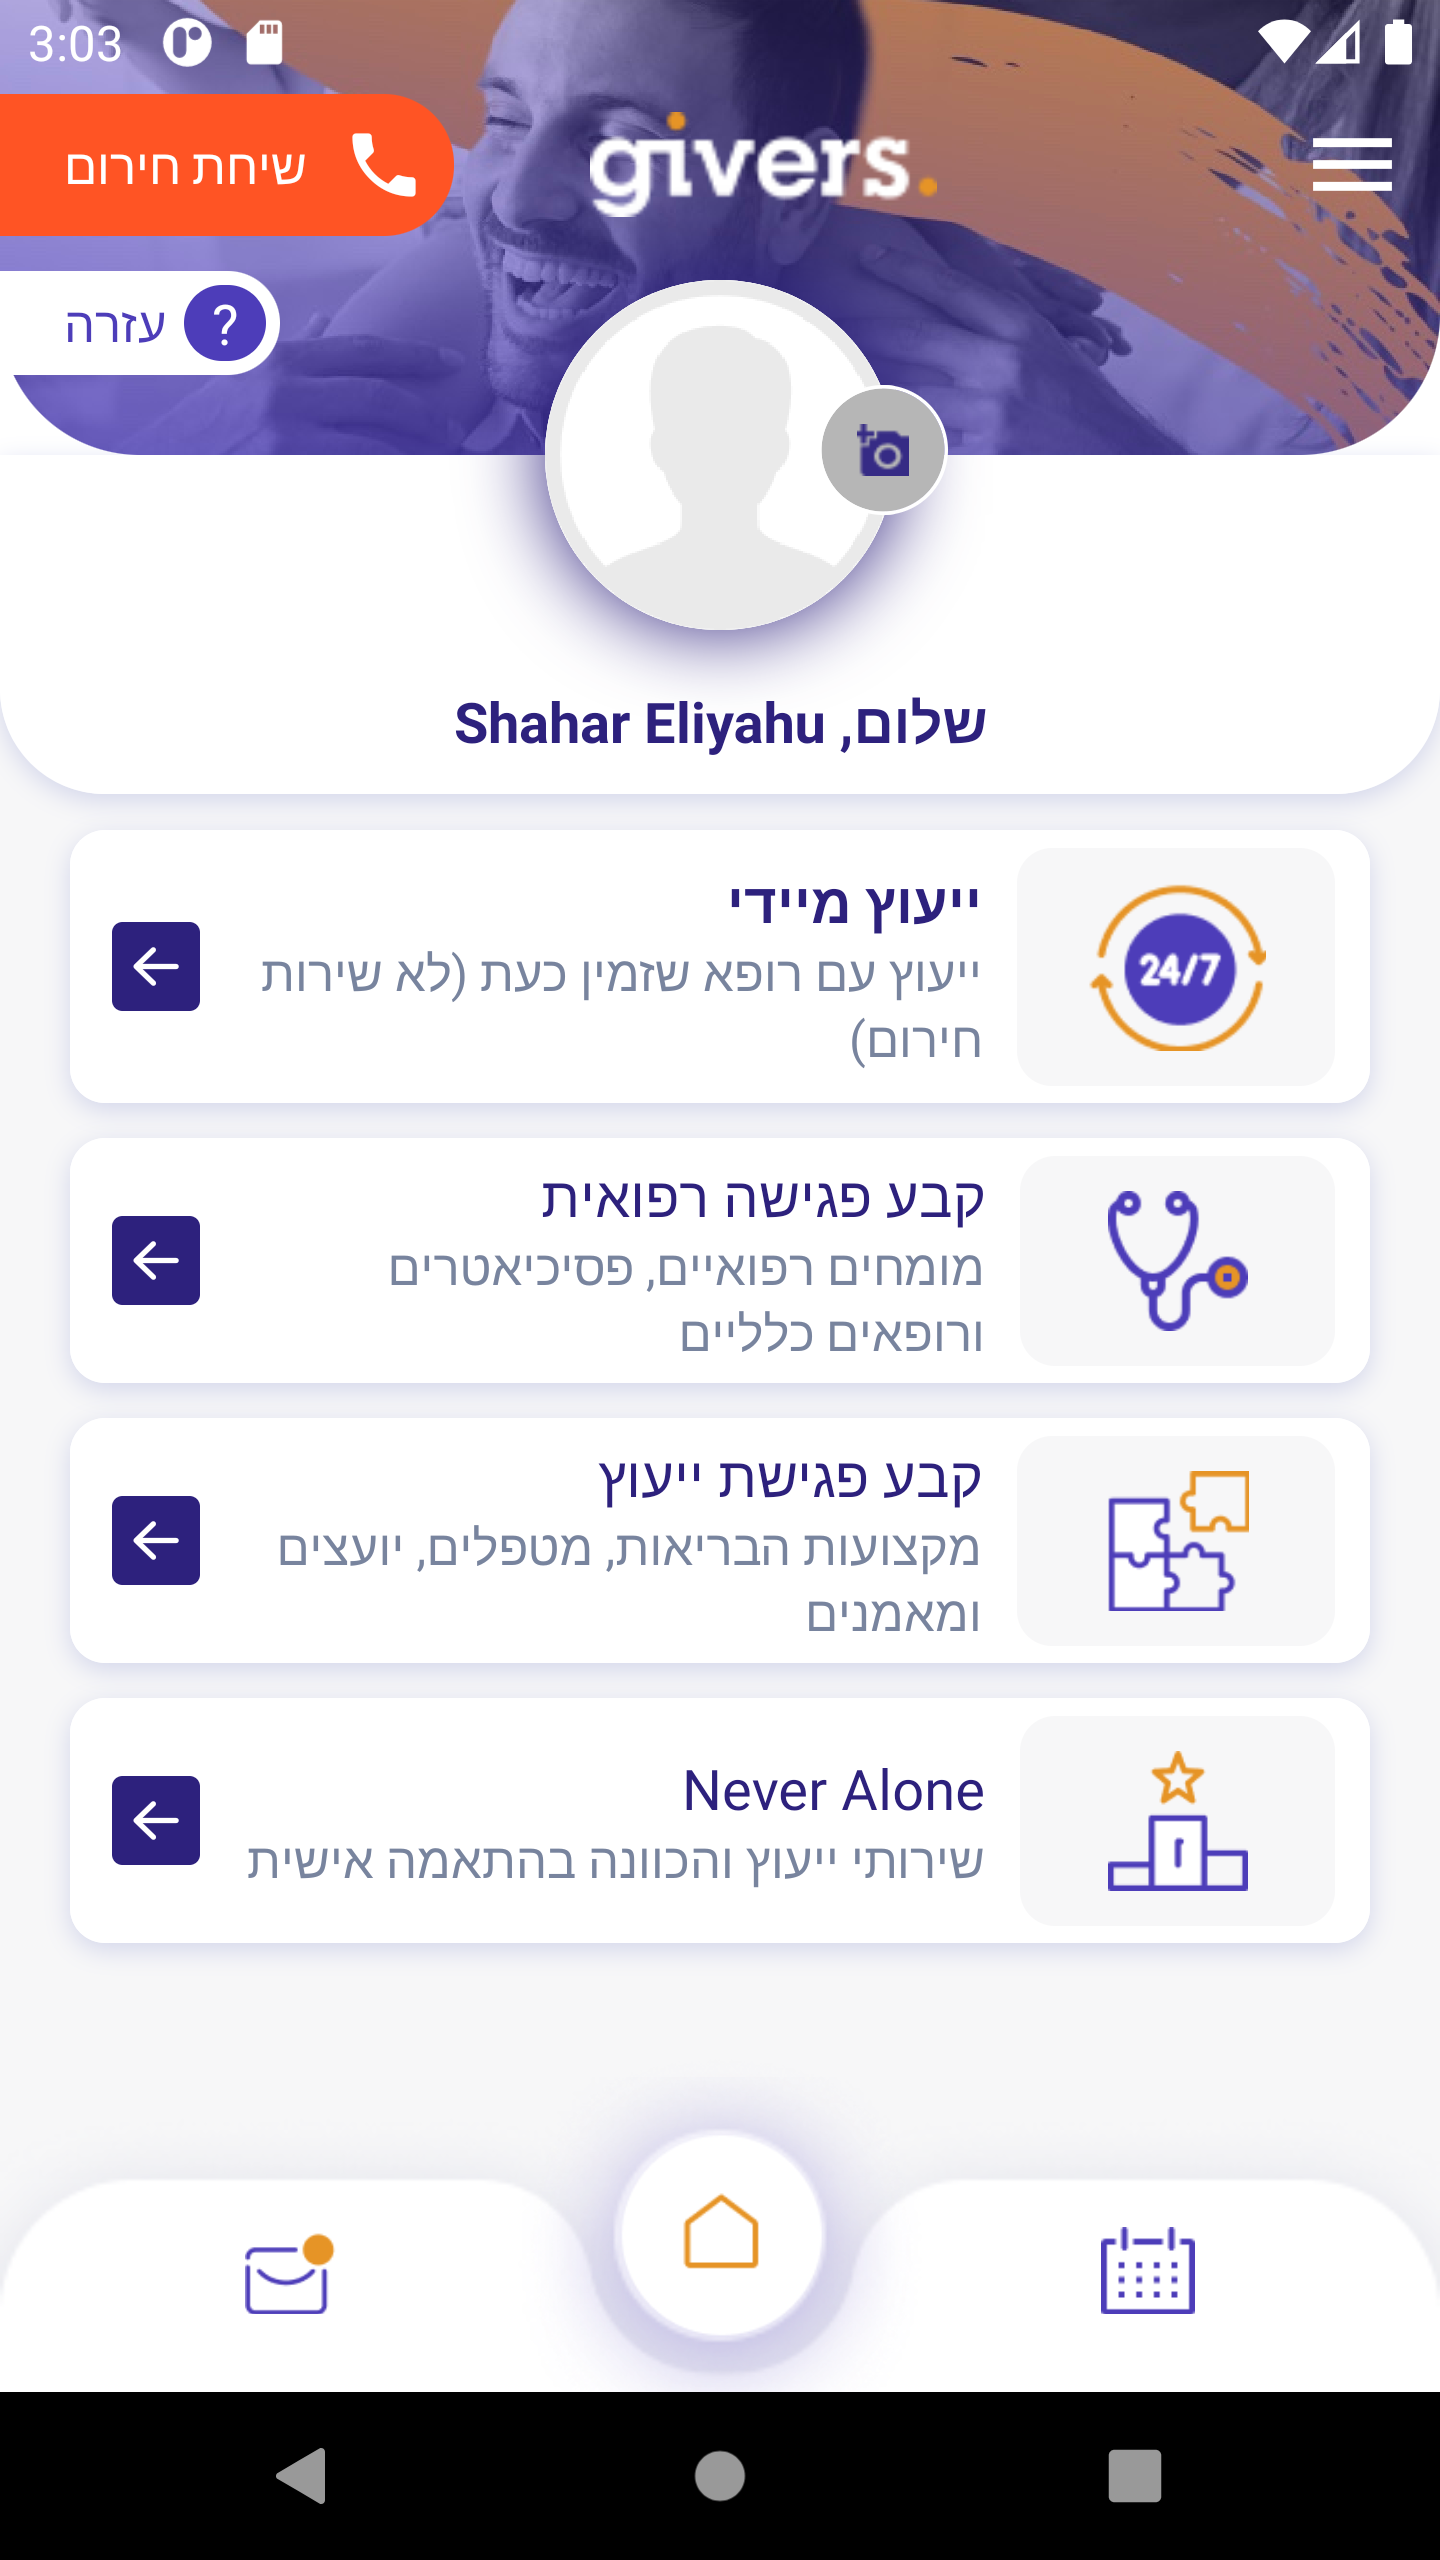 3:03
שיחת חירום
givers.
עזרה
?
שלום, Shahar Eliyahu
ייעוץ מיידי
ייעוץ עם רופא שזמין כעת (לא שירות
חירום)
24/7
קבע פגישה רפואית
מומחים רפואיים, פסיכיאטרים
ורופאים כלליים
קבע פגישת ייעוץ
מקצועות הבריאות, מטפלים, יועצים
ומאמנים
Never Alone
שירותי ייעוץ והכוונה בהתאמה אישית